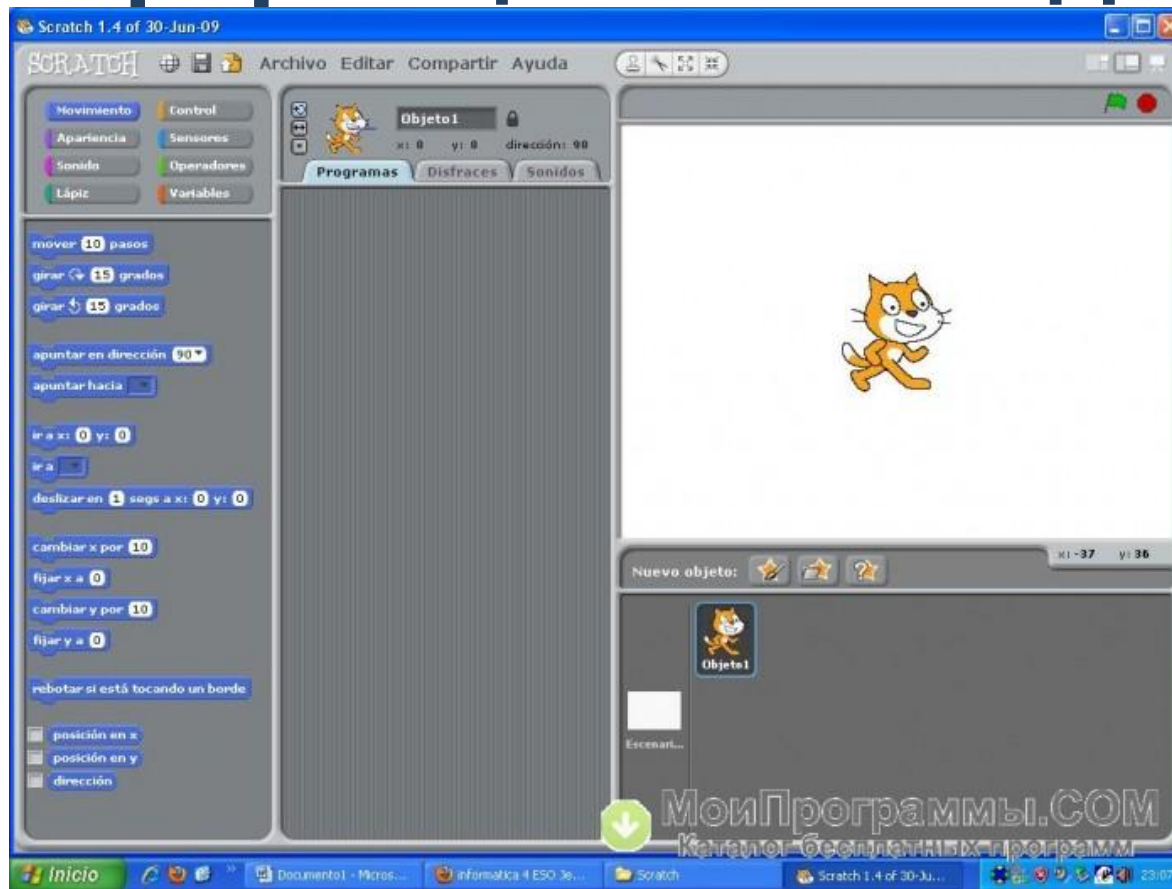 Scratch 1.4 of 30-Jun-09
SCRATCH Archivo Editar Compartir Ayuda
Movimiento Control
Apariencia Sensores
Sonido Operadores
Lápiz Variables
mover 10 pasos
girar 15 grados
girar 15 grados
apuntar en dirección 90
apuntar hacia
ir a x: 0 y: 0
ir a
deslizar en 1 segs a x: 0 y: 0
cambiar x por 10
fijar x a 0
cambiar y por 10
fijar y a 0
rebotar si está tocando un borde
posición en x
posición en y
dirección
Objeto1
x: 0 y: 0 dirección: 90
Programas Disfraces Sonidos
x: -37 y: 36
Nuevo objeto:
Objeto1
Escenari...
МоиПрограммы.COM
Каталог бесплатных программ
Inicio Documento1 - Micros... informatica 4 ESO Je... Scratch Scratch 1.4 of 30-Ju... 23:07